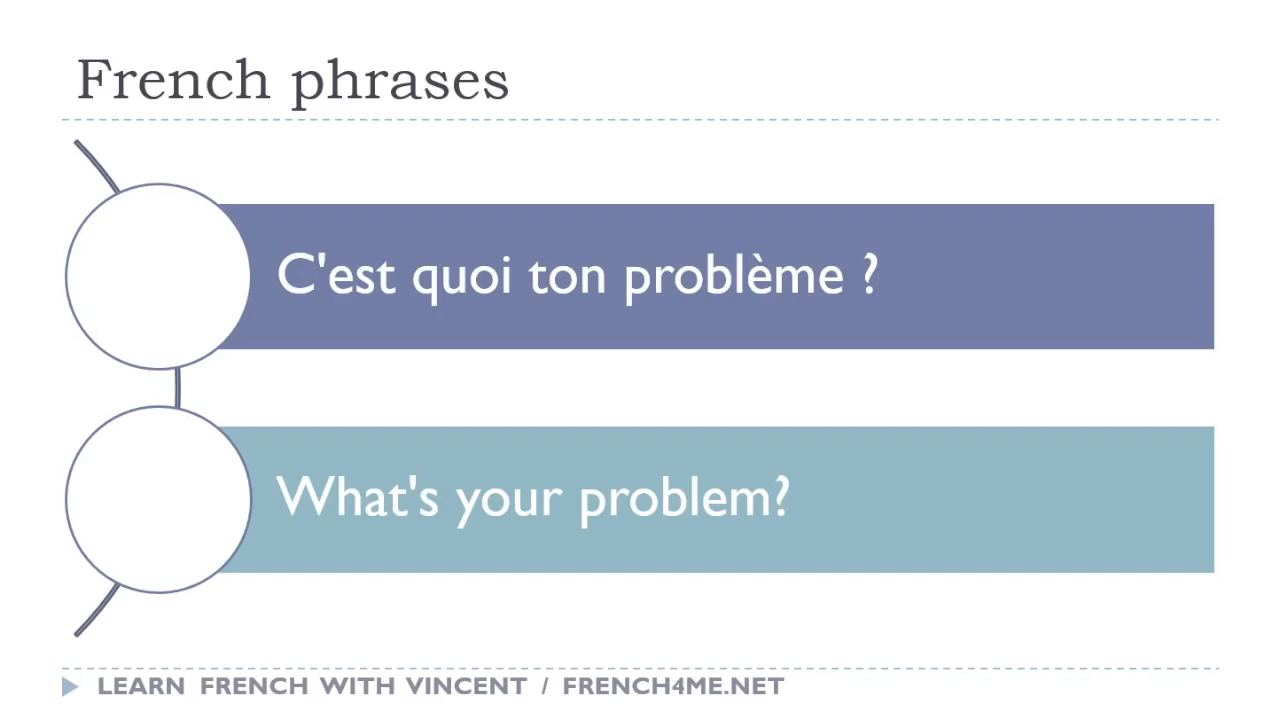 French phrases
C'est quoi ton problème ?
What's your problem?
LEARN FRENCH WITH VINCENT / FRENCH4ME.NET